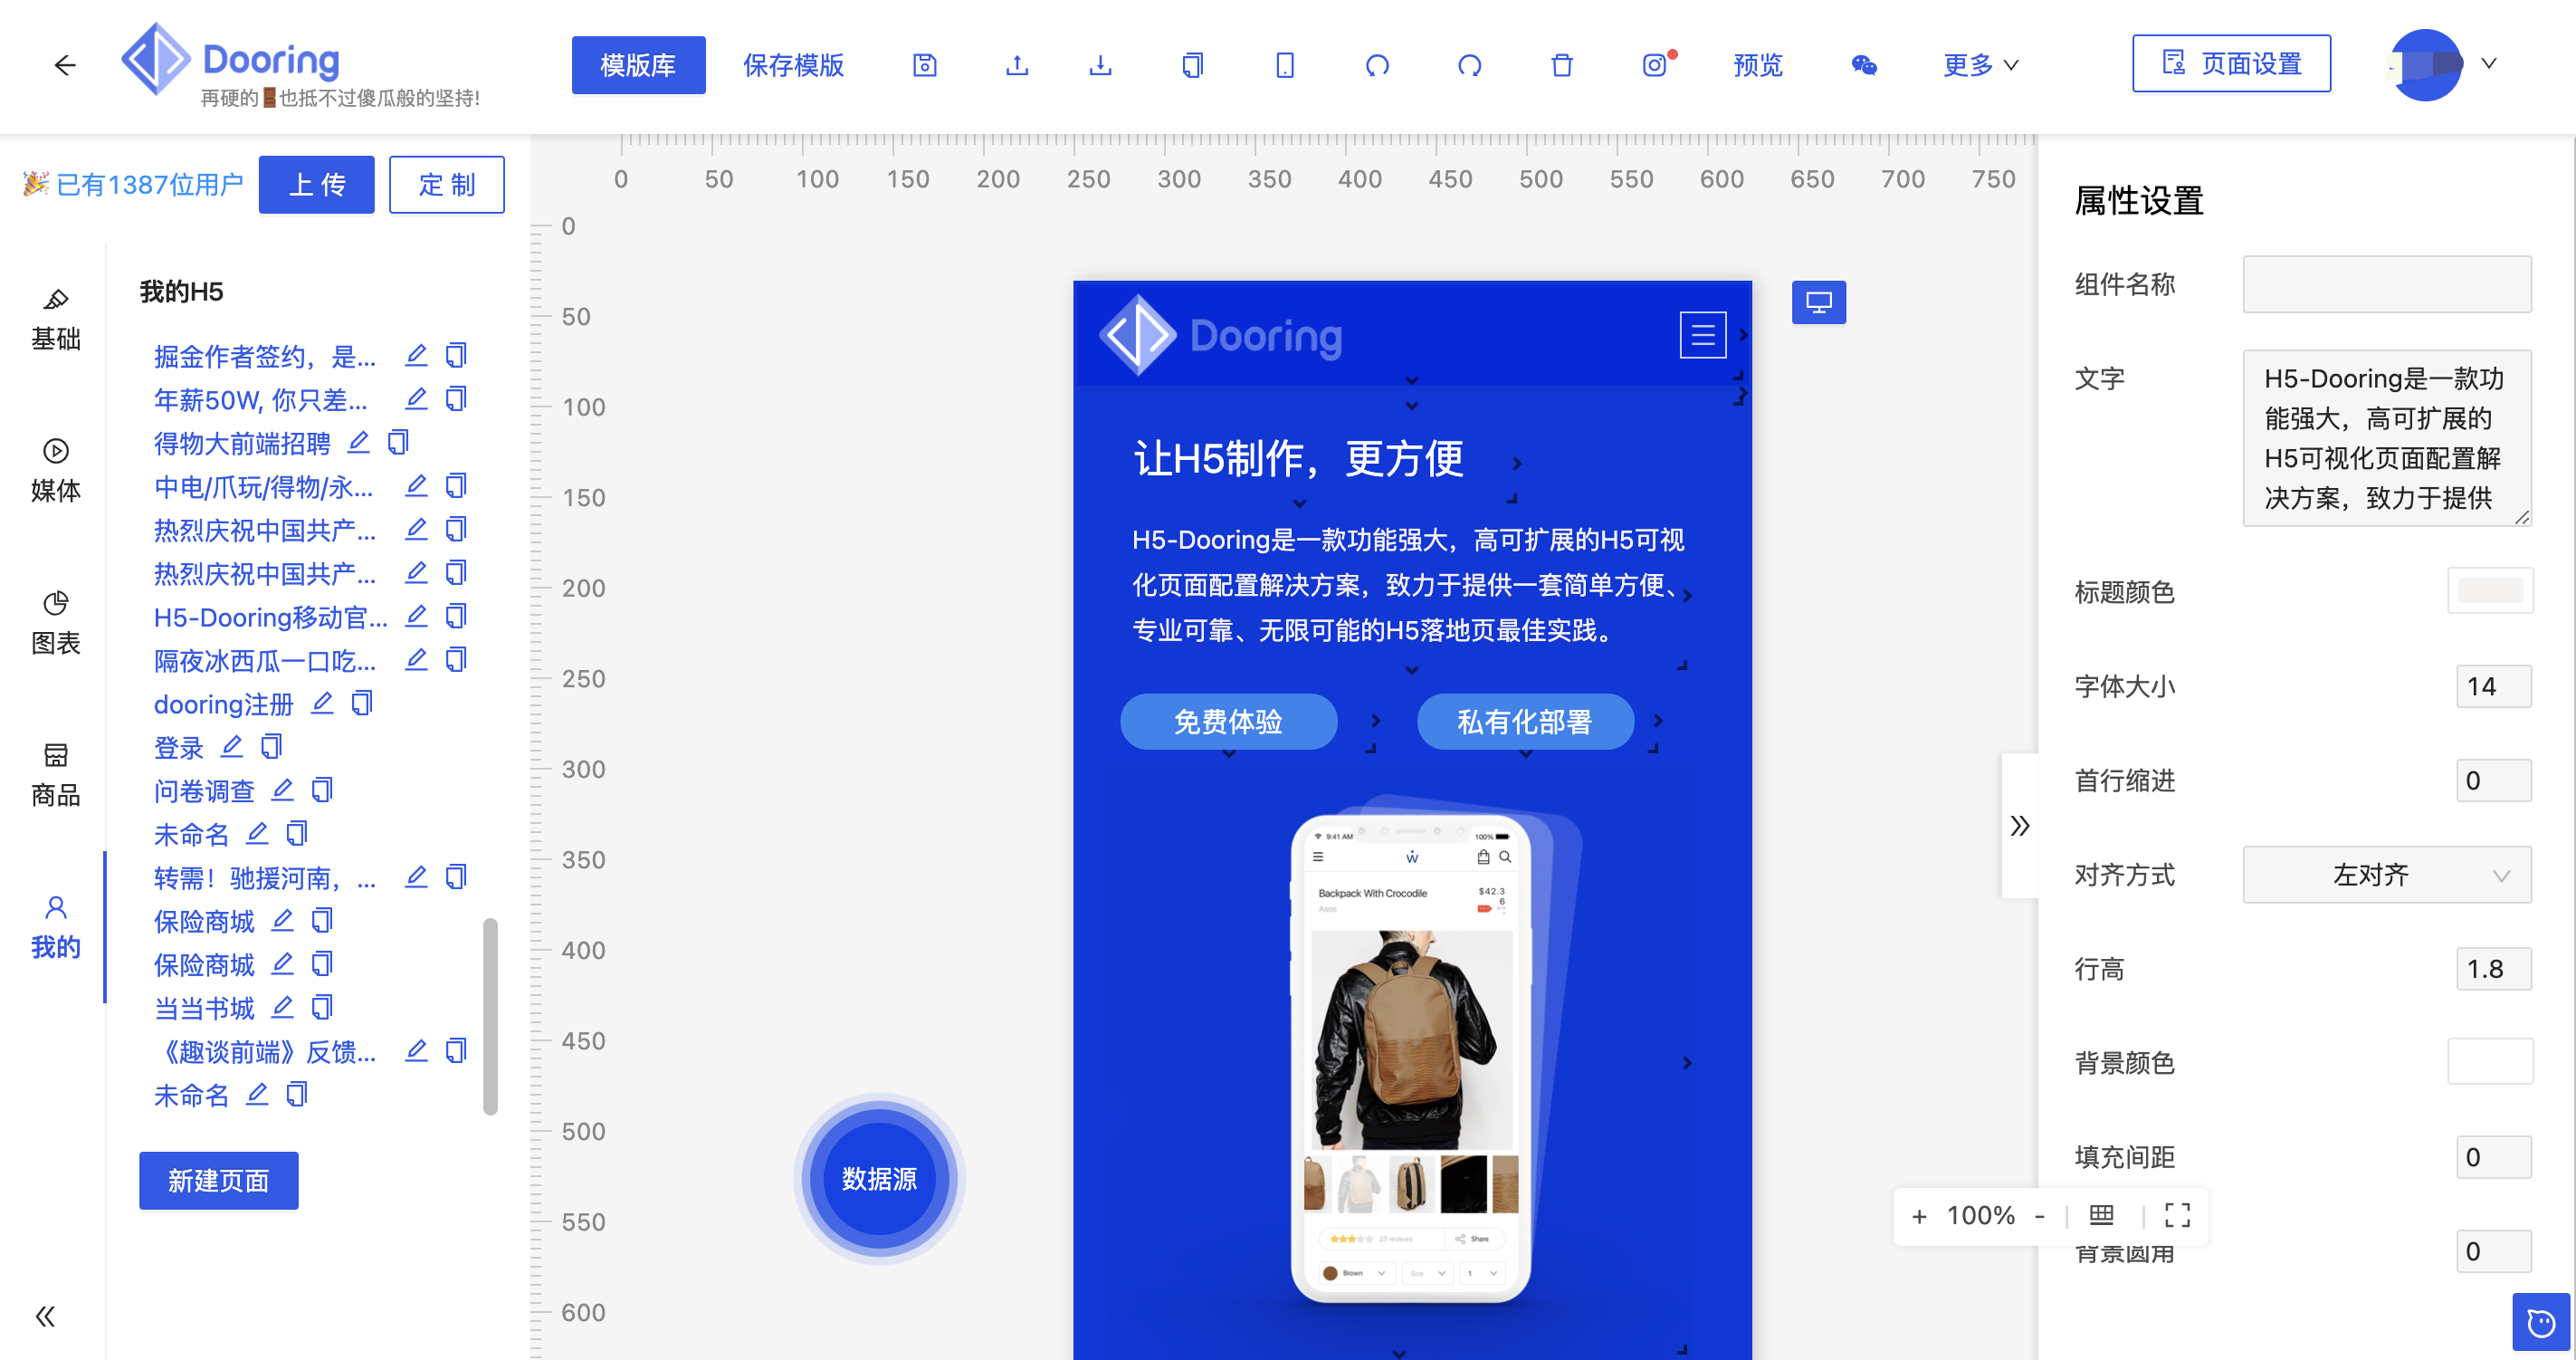 Dooring
再硬的🚪也抵不过傻瓜般的坚持!
模版库
保存模版
预览
更多
页面设置
🎉已有1387位用户
上 传
定 制
基础
媒体
图表
商品
我的
我的H5
掘金作者签约，是...
年薪50W, 你只差...
得物大前端招聘
中电/爪玩/得物/永...
热烈庆祝中国共产...
热烈庆祝中国共产...
H5-Dooring移动官...
隔夜冰西瓜一口吃...
dooring注册
登录
问卷调查
未命名
转需！驰援河南，...
保险商城
保险商城
当当书城
《趣谈前端》反馈...
未命名
新建页面
0 50 100 150 200 250 300 350 400 450 500 550 600 650 700 750
0
50
100
150
200
250
300
350
400
450
500
550
600
数据源
Dooring
让H5制作，更方便
H5-Dooring是一款功能强大，高可扩展的H5可视
化页面配置解决方案，致力于提供一套简单方便、
专业可靠、无限可能的H5落地页最佳实践。
免费体验
私有化部署
9:41 AM
100%
Backpack With Crocodile
$42.3
6
Asos
23 reviews
Share
Brown
Size
1
属性设置
组件名称
文字
H5-Dooring是一款功
能强大，高可扩展的
H5可视化页面配置解
决方案，致力于提供
标题颜色
字体大小
14
首行缩进
0
对齐方式
左对齐
行高
1.8
背景颜色
填充间距
0
+ 100% -
背景圆角
0